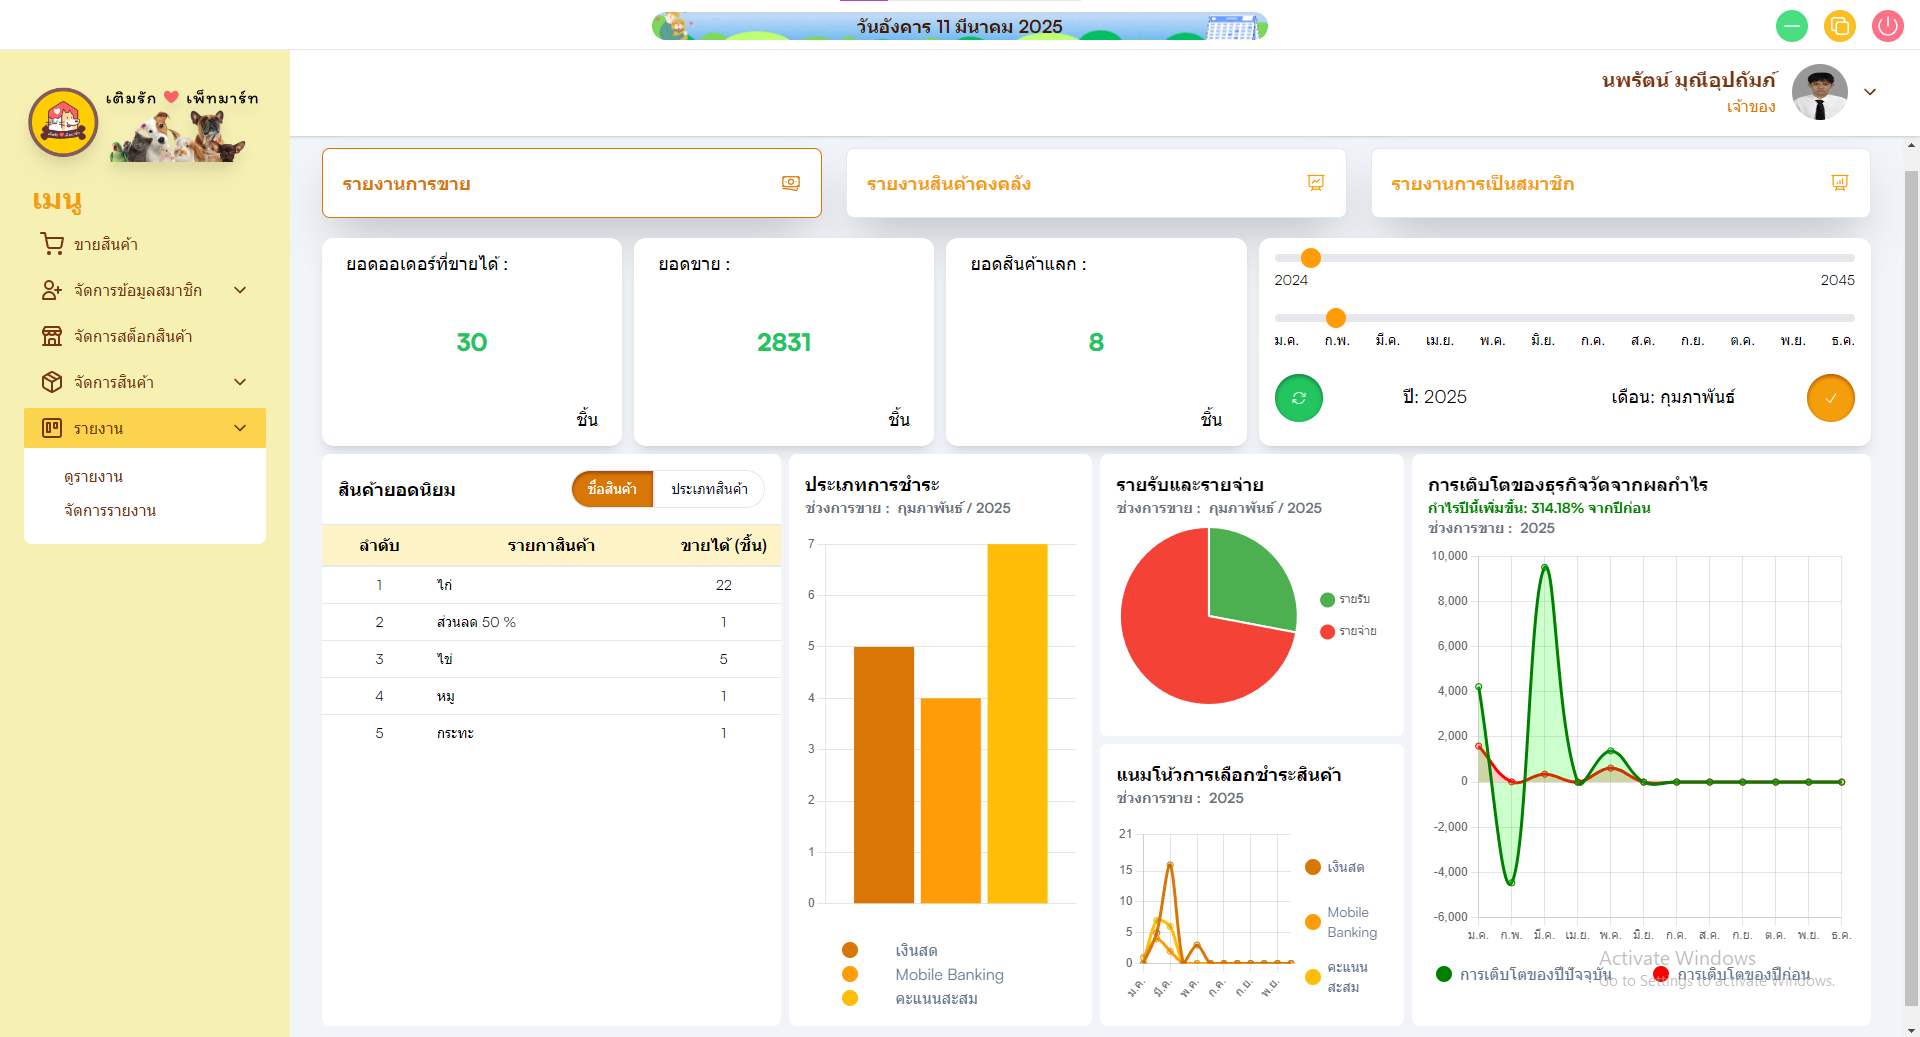 วันอังคาร 11 มีนาคม 2025
เติมรัก เพ็ทมาร์ท
นพรัตน์ มุณีอุปถัมภ์
เจ้าของ
เมนู
ขายสินค้า
จัดการข้อมูลสมาชิก
จัดการสต็อกสินค้า
จัดการสินค้า
รายงาน
ดูรายงาน
จัดการรายงาน
รายงานการขาย
รายงานสินค้าคงคลัง
รายงานการเป็นสมาชิก
ยอดออเดอร์ที่ขายได้ :
30
ชิ้น
ยอดขาย :
2831
ชิ้น
ยอดสินค้าแลก :
8
ชิ้น
2024 2045
ม.ค. ก.พ. มี.ค. เม.ย. พ.ค. มิ.ย. ก.ค. ส.ค. ก.ย. ต.ค. พ.ย. ธ.ค.
ปี: 2025 เดือน: กุมภาพันธ์
สินค้ายอดนิยม ชื่อสินค้า ประเภทสินค้า
ลำดับ รายกาสินค้า ขายได้ (ชิ้น)
1 ไก่ 22
2 ส่วนลด 50 % 1
3 ไข่ 5
4 หมู 1
5 กระทะ 1
ประเภทการชำระ
ช่วงการขาย : กุมภาพันธ์ / 2025
7
6
5
4
3
2
1
0
เงินสด
Mobile Banking
คะแนนสะสม
รายรับและรายจ่าย
ช่วงการขาย : กุมภาพันธ์ / 2025
รายรับ
รายจ่าย
แนมโน้วการเลือกชำระสินค้า
ช่วงการขาย : 2025
21
15
10
5
0
ม.ค. มี.ค. พ.ค. ก.ค. ก.ย. พ.ย.
เงินสด
Mobile
Banking
คะแนน
สะสม
การเติบโตของธุรกิจวัดจากผลกำไร
กำไรปีนี้เพิ่มขึ้น: 314.18% จากปีก่อน
ช่วงการขาย : 2025
10,000
8,000
6,000
4,000
2,000
0
-2,000
-4,000
-6,000
ม.ค. ก.พ. มี.ค. เม.ย. พ.ค. มิ.ย. ก.ค. ส.ค. ก.ย. ต.ค. พ.ย. ธ.ค.
การเติบโตของปีปัจจุบัน การเติบโตของปีก่อน
Activate Windows
Go to Settings to activate Windows.